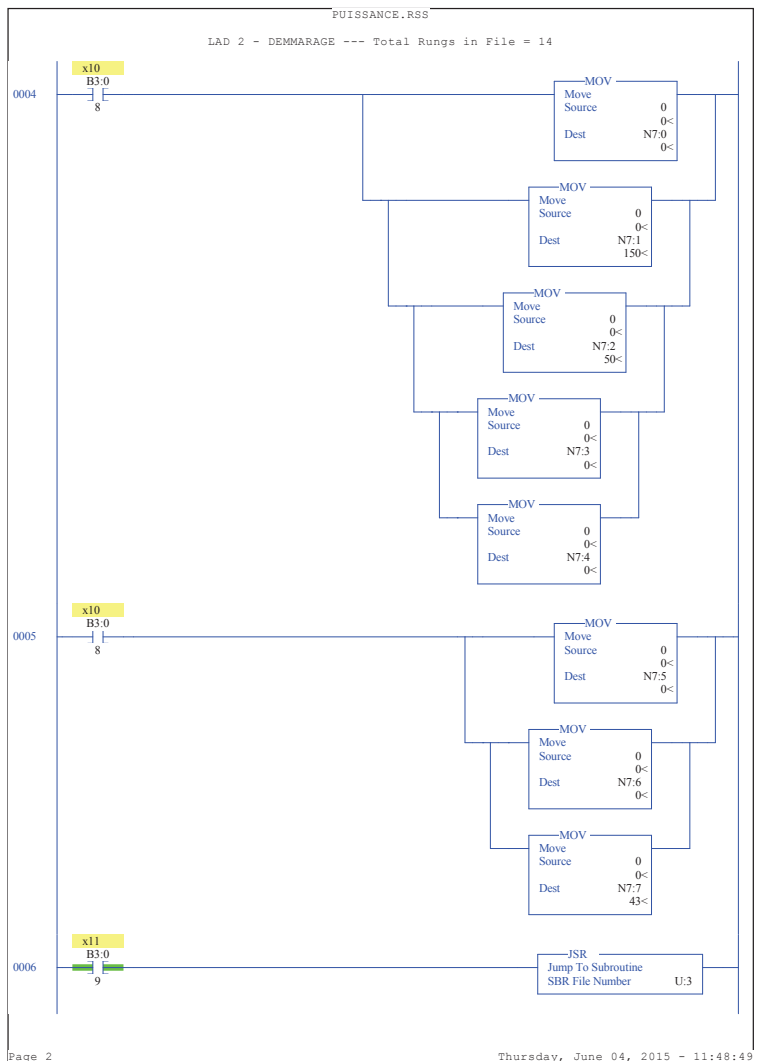 PUISSANCE.RSS
LAD 2 - DEMMARAGE --- Total Rungs in File = 14
x10
B3:0
0004
8
MOV
Move
Source 0
0<
Dest N7:0
0<
MOV
Move
Source 0
0<
Dest N7:1
150<
MOV
Move
Source 0
0<
Dest N7:2
50<
MOV
Move
Source 0
0<
Dest N7:3
0<
MOV
Move
Source 0
0<
Dest N7:4
0<
x10
B3:0
0005
8
MOV
Move
Source 0
0<
Dest N7:5
0<
MOV
Move
Source 0
0<
Dest N7:6
0<
MOV
Move
Source 0
0<
Dest N7:7
43<
x11
B3:0
0006
9
JSR
Jump To Subroutine
SBR File Number U:3
Page 2 Thursday, June 04, 2015 - 11:48:49